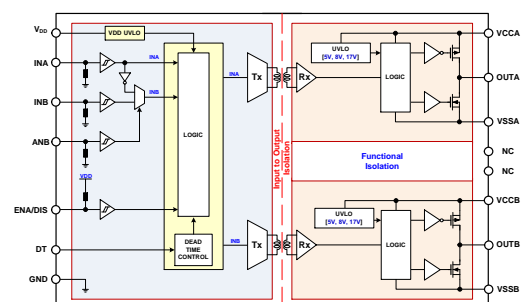 VDD
VDD UVLO
INA
INA
INB
INB
ANB
VDD
ENA/DIS
DT
GND
LOGIC
DEAD
TIME
CONTROL
INA
INB
Tx
Tx
Input to Output
Isolation
Rx
Rx
UVLO
[5V, 8V, 17V]
LOGIC
Functional
Isolation
UVLO
[5V, 8V, 17V]
LOGIC
VCCA
OUTA
VSSA
NC
NC
VCCB
OUTB
VSSB